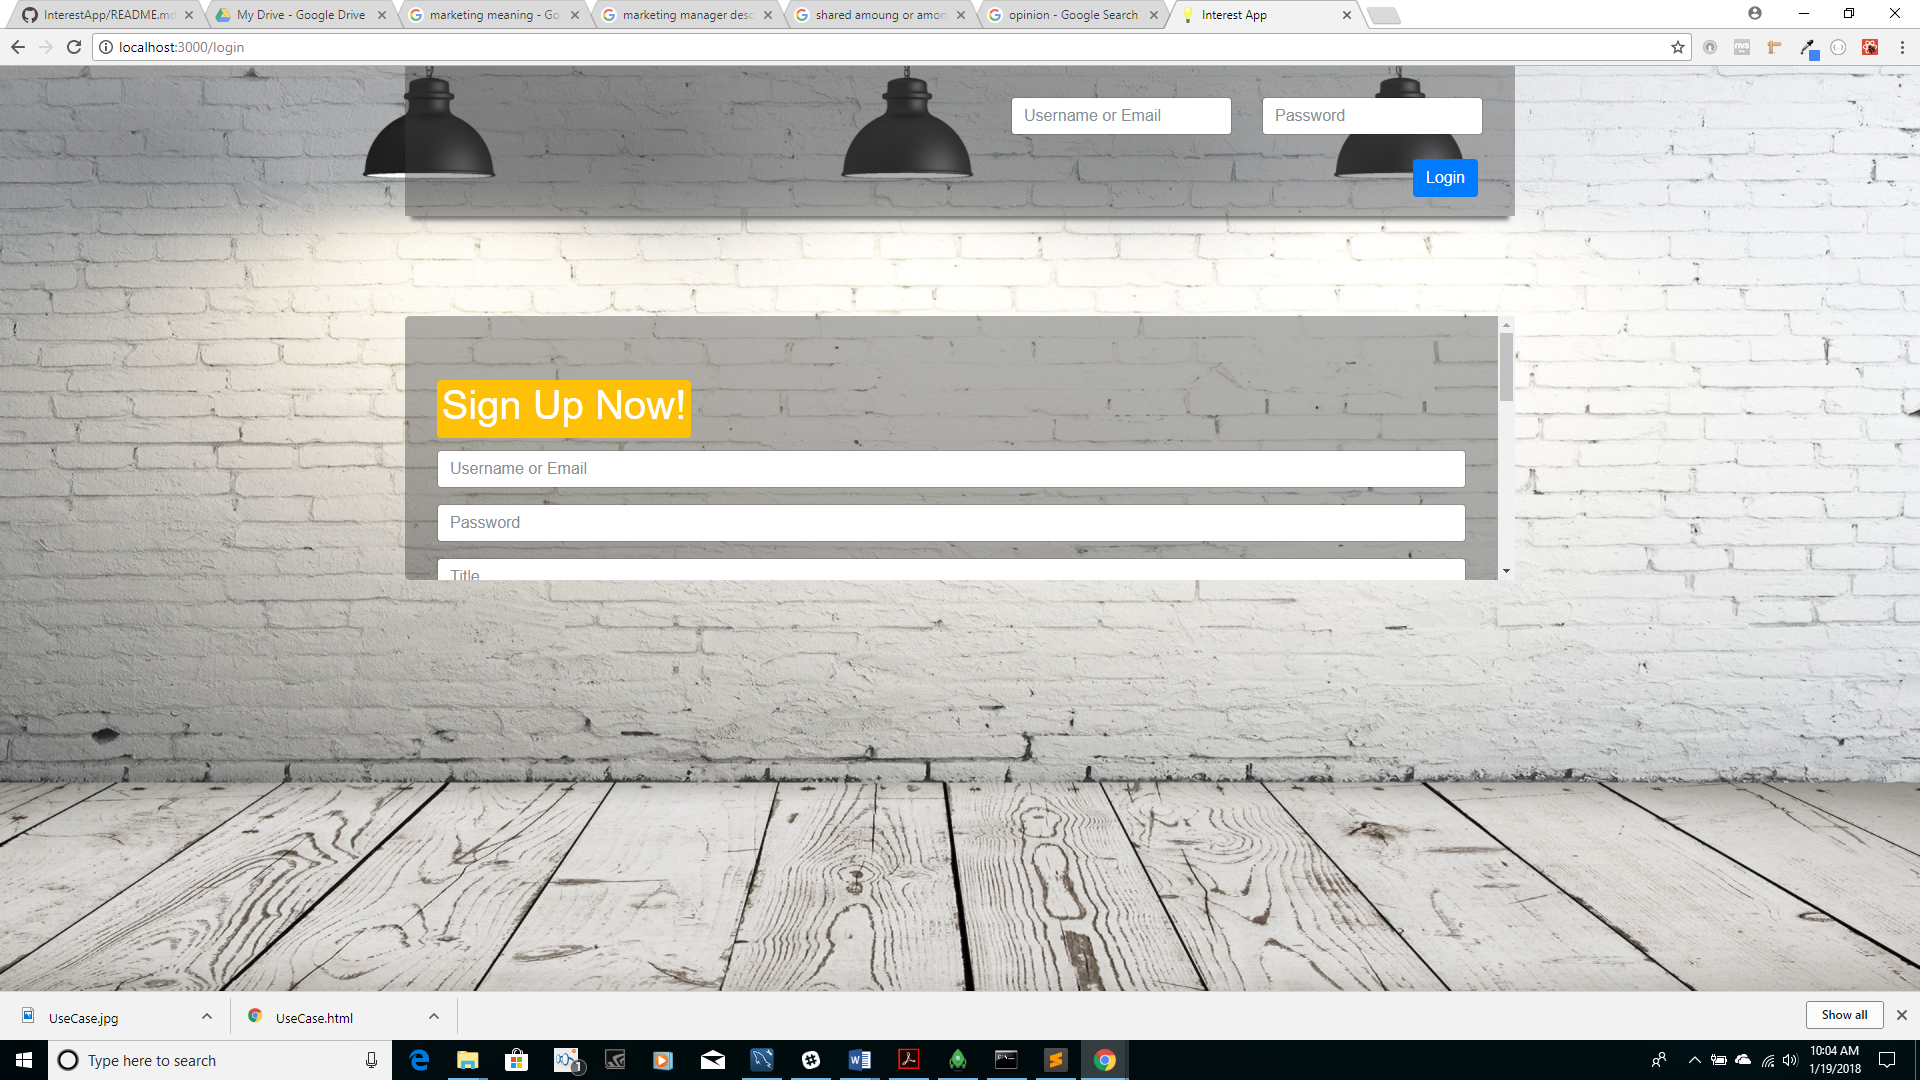 InterestApp/README.md
My Drive - Google Drive
marketing meaning - Go
marketing manager desc
shared amoung or amon
opinion - Google Search
Interest App
localhost:3000/login
Username or Email
Password
Login
Sign Up Now!
Username or Email
Password
Title
UseCase.jpg
UseCase.html
Show all
Type here to search
1
10:04 AM
1/19/2018